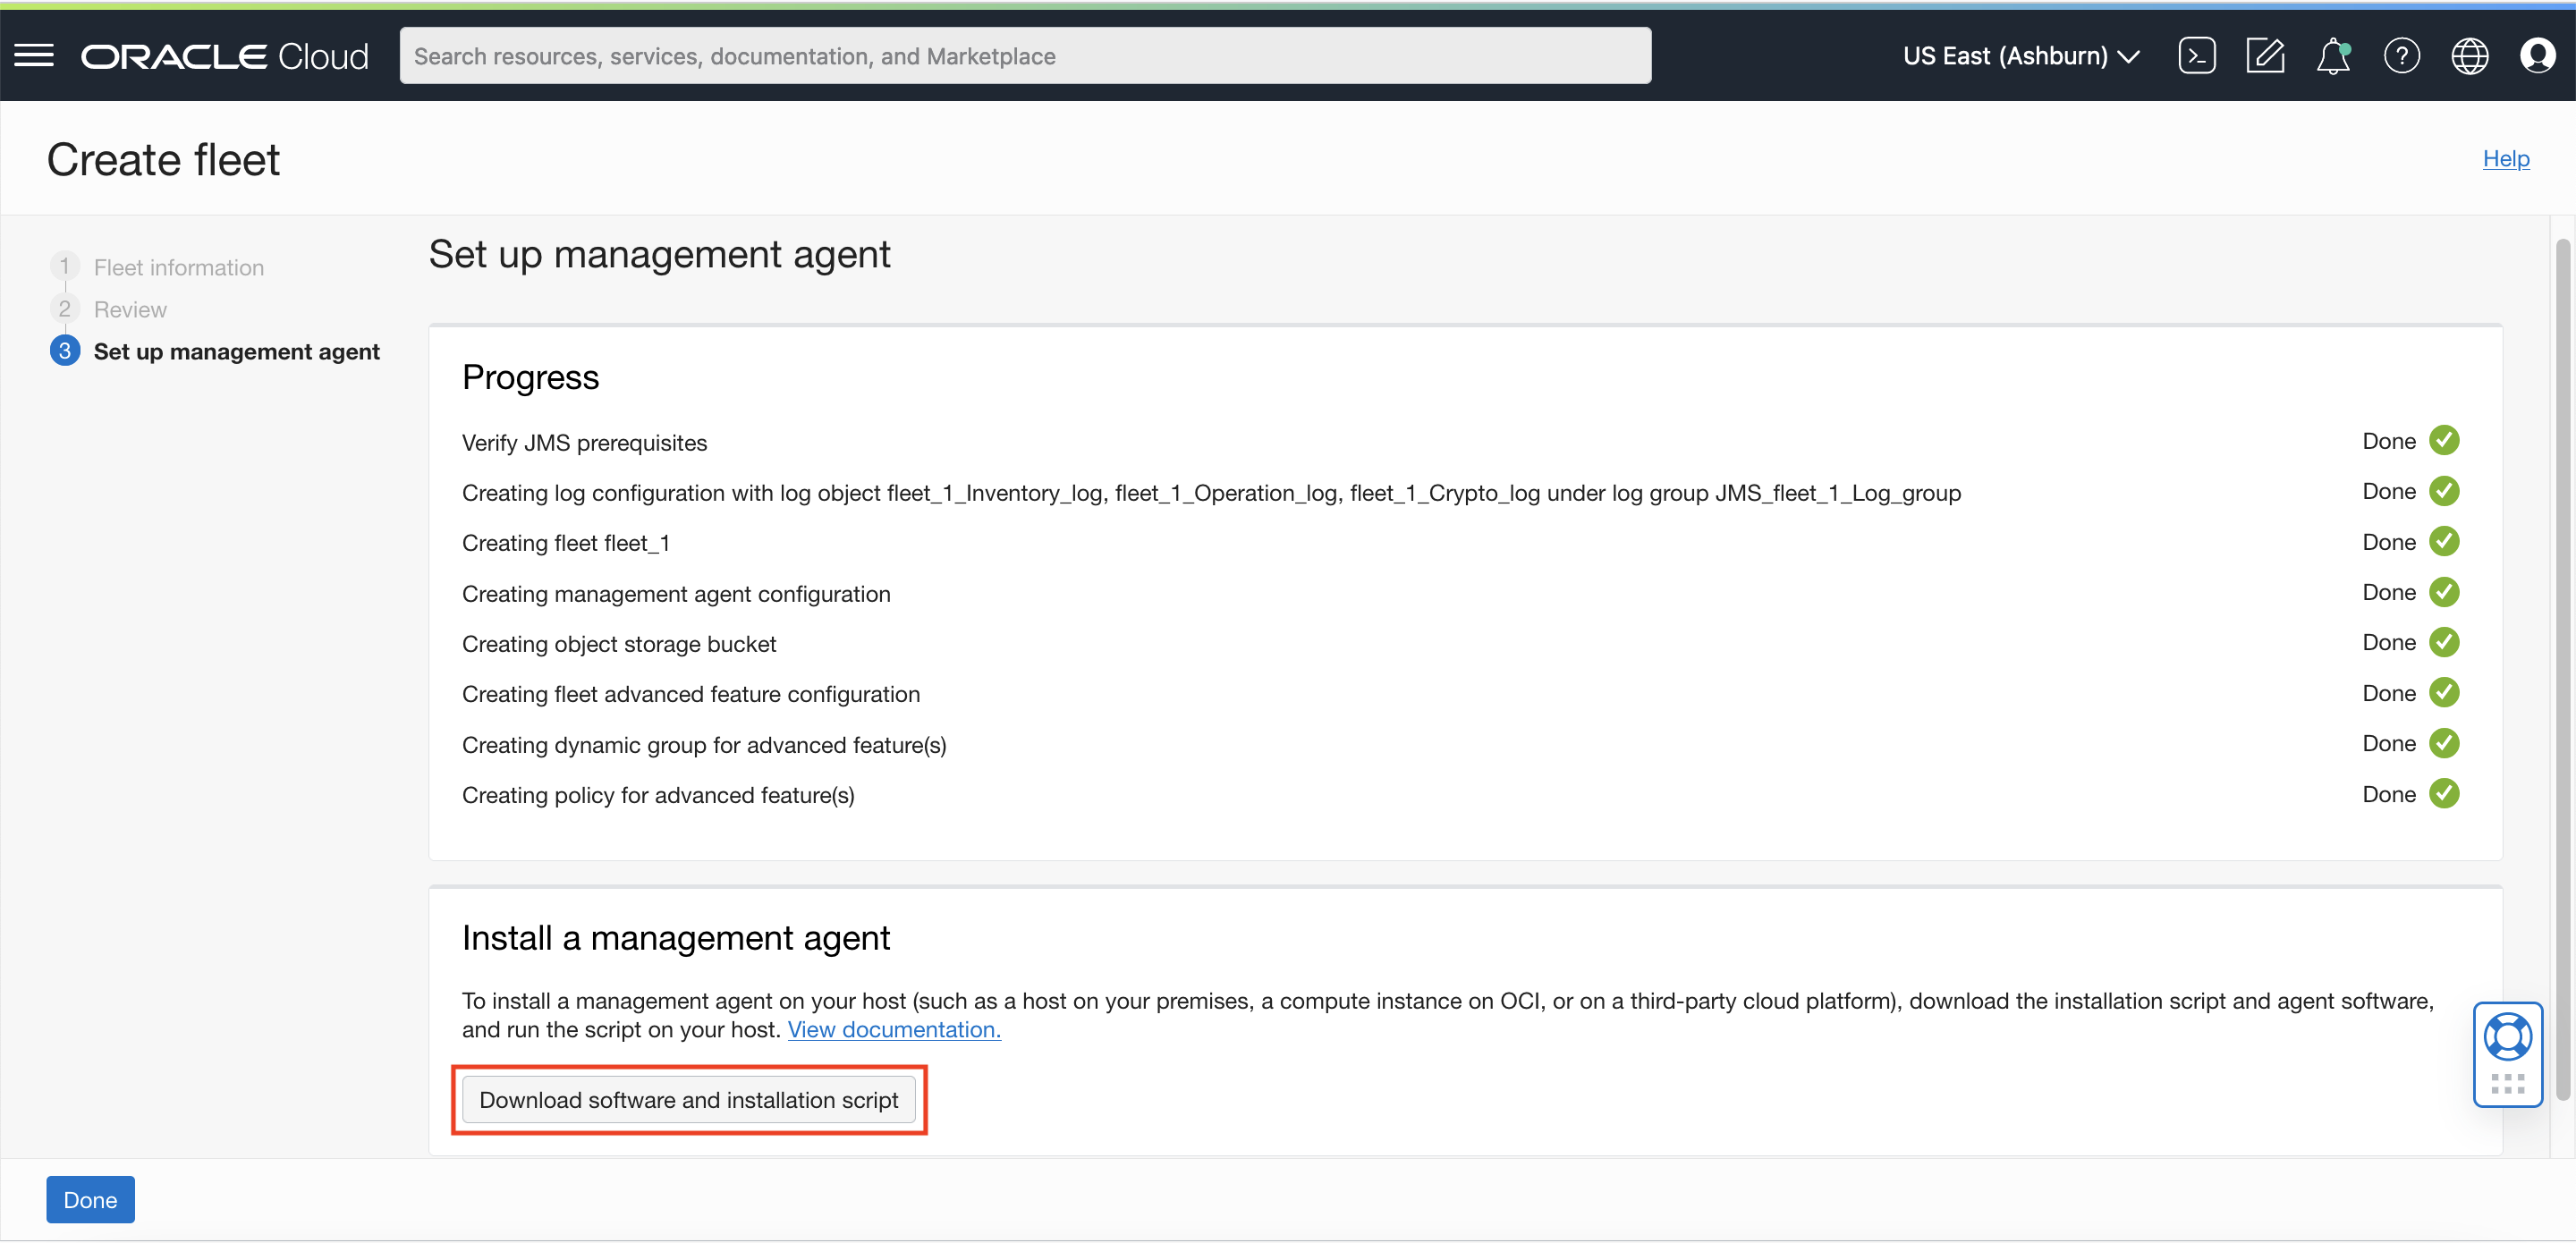 ORACLE Cloud
Search resources, services, documentation, and Marketplace
US East (Ashburn)
Create fleet
Help
1 Fleet information
2 Review
3 Set up management agent
Set up management agent
Progress
Verify JMS prerequisites Done
Creating log configuration with log object fleet_1_Inventory_log, fleet_1_Operation_log, fleet_1_Crypto_log under log group JMS_fleet_1_Log_group Done
Creating fleet fleet_1 Done
Creating management agent configuration Done
Creating object storage bucket Done
Creating fleet advanced feature configuration Done
Creating dynamic group for advanced feature(s) Done
Creating policy for advanced feature(s) Done
Install a management agent
To install a management agent on your host (such as a host on your premises, a compute instance on OCI, or on a third-party cloud platform), download the installation script and agent software,
and run the script on your host. View documentation.
Download software and installation script
Done